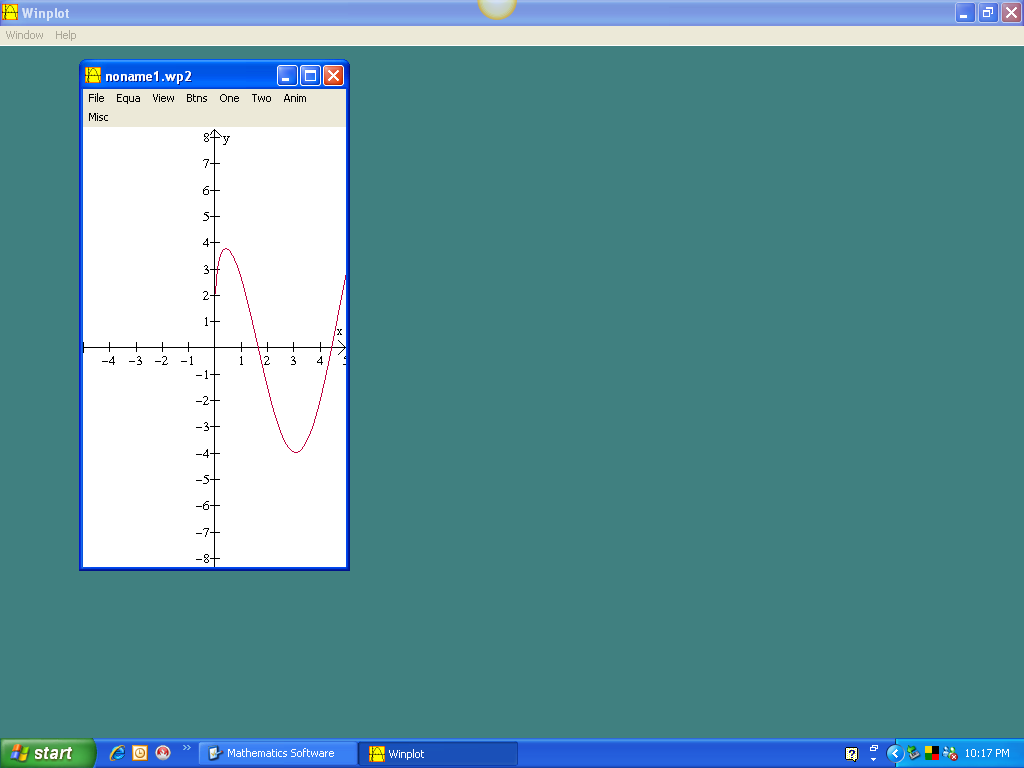 Winplot
Window Help
noname1.wp2
File Equa View Btns One Two Anim
Misc
8 y
7
6
5
4
3
2
1
x
-4 -3 -2 -1 1 2 3 4
-1
-2
-3
-4
-5
-6
-7
-8
start Mathematics Software Winplot 10:17 PM